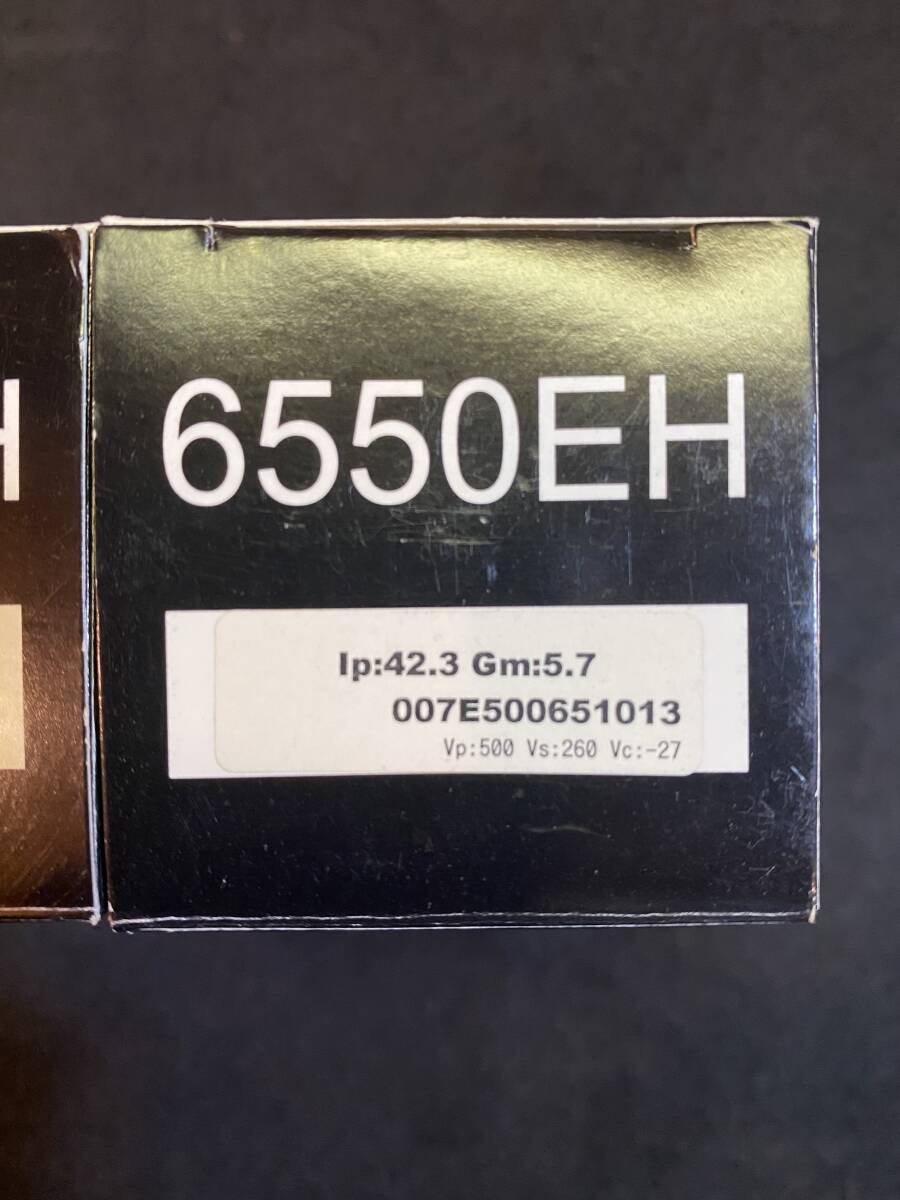 H
6550EH
Ip:42.3 Gm:5.7
007E500651013
Vp:500 Vs:260 Vc:-27